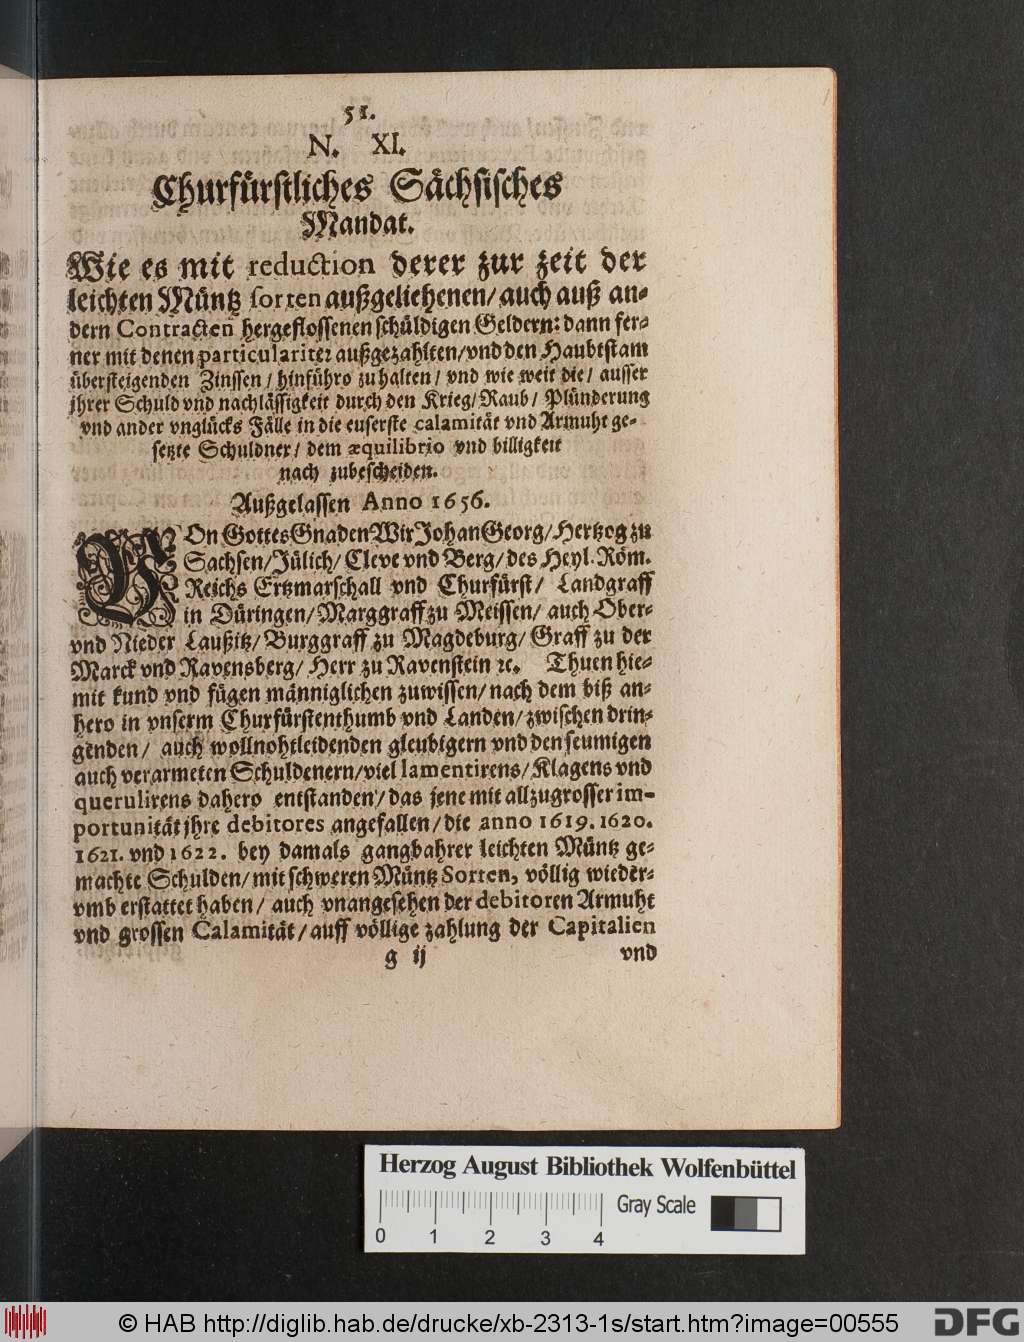 51.
N. XI.
Churfürstliches Sächsisches
Mandat.
Wie es mit reduction derer zur zeit der
leichten Müntz sorten außgeliehenen/ auch auß an-
dern Contracten hergeflossenen schüldigen Geldern: dann fer-
ner mit denen particulariter außgezahlten/ vnd den Haubtstam
übersteigenden Zinssen/ hinführo zu halten/ vnd wie weit die/ ausser
jhrer Schuld vnd nachlässigkeit durch den Krieg/ Raub/ Plünderung
vnd ander vnglücks Fälle in die euserste calamität vnd Armuht ge-
setzte Schuldner/ dem æquilibrio vnd billigkeit
nach zubescheiden.
Außgelassen Anno 1656.
VOn Gottes Gnaden Wir Johan Georg/ Hertzog zu
Sachsen/ Jülich/ Cleve vnd Berg/ des Heyl. Röm.
Reichs Ertzmarschall vnd Churfürst/ Landgraff
in Düringen/ Marggraff zu Meissen/ auch Ober-
vnd Nieder Laußitz/ Burggraff zu Magdeburg/ Graff zu der
Marck vnd Ravensberg/ Herr zu Ravenstein ꝛc. Thuen hie-
mit kund vnd fügen männiglichen zuwissen/ nach dem biß an-
hero in vnserm Churfürstenthumb vnd Landen/ zwischen drin-
genden/ auch wollnohtleidenden gleubigern vnd den seumigen
auch verarmeten Schuldenern/ viel lamentirens/ Klagens vnd
querulirens dahero entstanden/ das jene mit allzugrosser im-
portunität jhre debitores angefallen/ die anno 1619. 1620.
1621. vnd 1622. bey damals gangbahrer leichten Müntz ge-
machte Schulden/ mit schweren Müntz Sorten, völlig wieder-
vmb erstattet haben/ auch vnangesehen der debitoren Armuht
vnd grossen Calamität/ auff völlige zahlung der Capitalien
g ij vnd
Herzog August Bibliothek Wolfenbüttel
Gray Scale
0 1 2 3 4
© HAB http://diglib.hab.de/drucke/xb-2313-1s/start.htm?image=00555
DFG